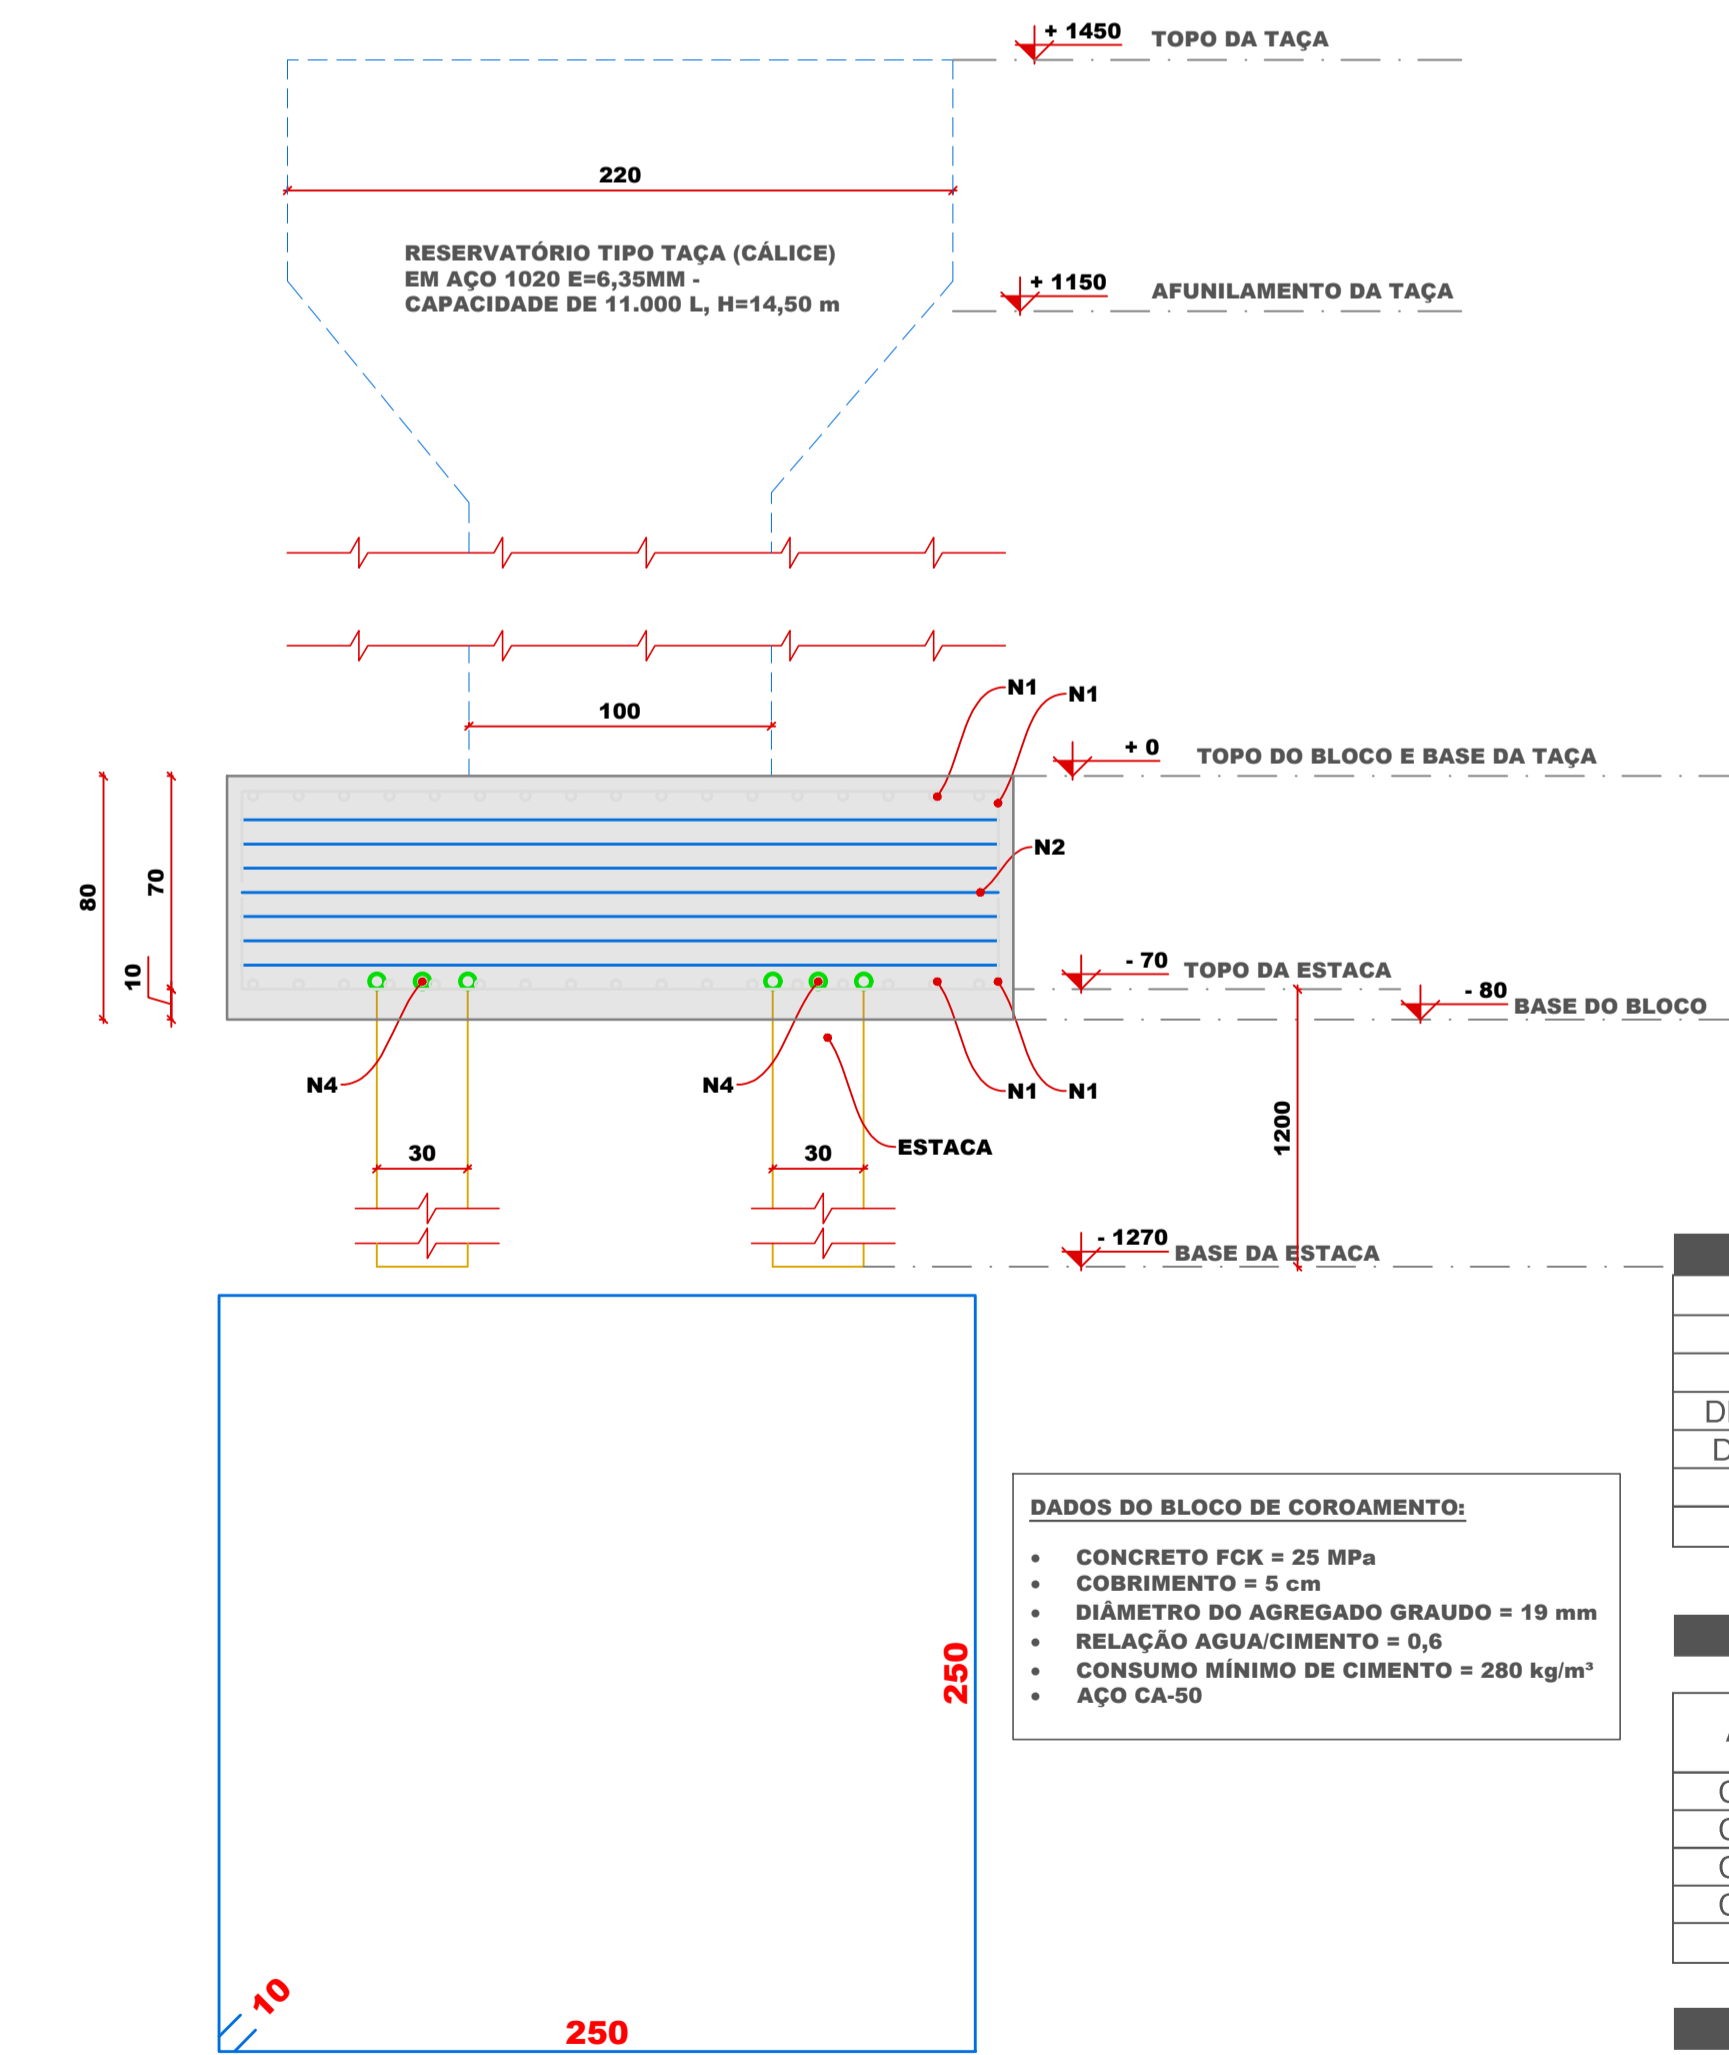 + 1450 TOPO DA TAÇA
220
RESERVATÓRIO TIPO TAÇA (CÁLICE)
EM AÇO 1020 E=6,35MM -
CAPACIDADE DE 11.000 L, H=14,50 m
+ 1150 AFUNILAMENTO DA TAÇA
N1
N1
100
+ 0 TOPO DO BLOCO E BASE DA TAÇA
N2
80
70
10
- 70 TOPO DA ESTACA
- 80 BASE DO BLOCO
N4
N4
N1
N1
ESTACA
1200
30
30
- 1270 BASE DA ESTACA
250
250
10
DADOS DO BLOCO DE COROAMENTO:
• CONCRETO FCK = 25 MPa
• COBRIMENTO = 5 cm
• DIÂMETRO DO AGREGADO GRAUDO = 19 mm
• RELAÇÃO AGUA/CIMENTO = 0,6
• CONSUMO MÍNIMO DE CIMENTO = 280 kg/m³
• AÇO CA-50